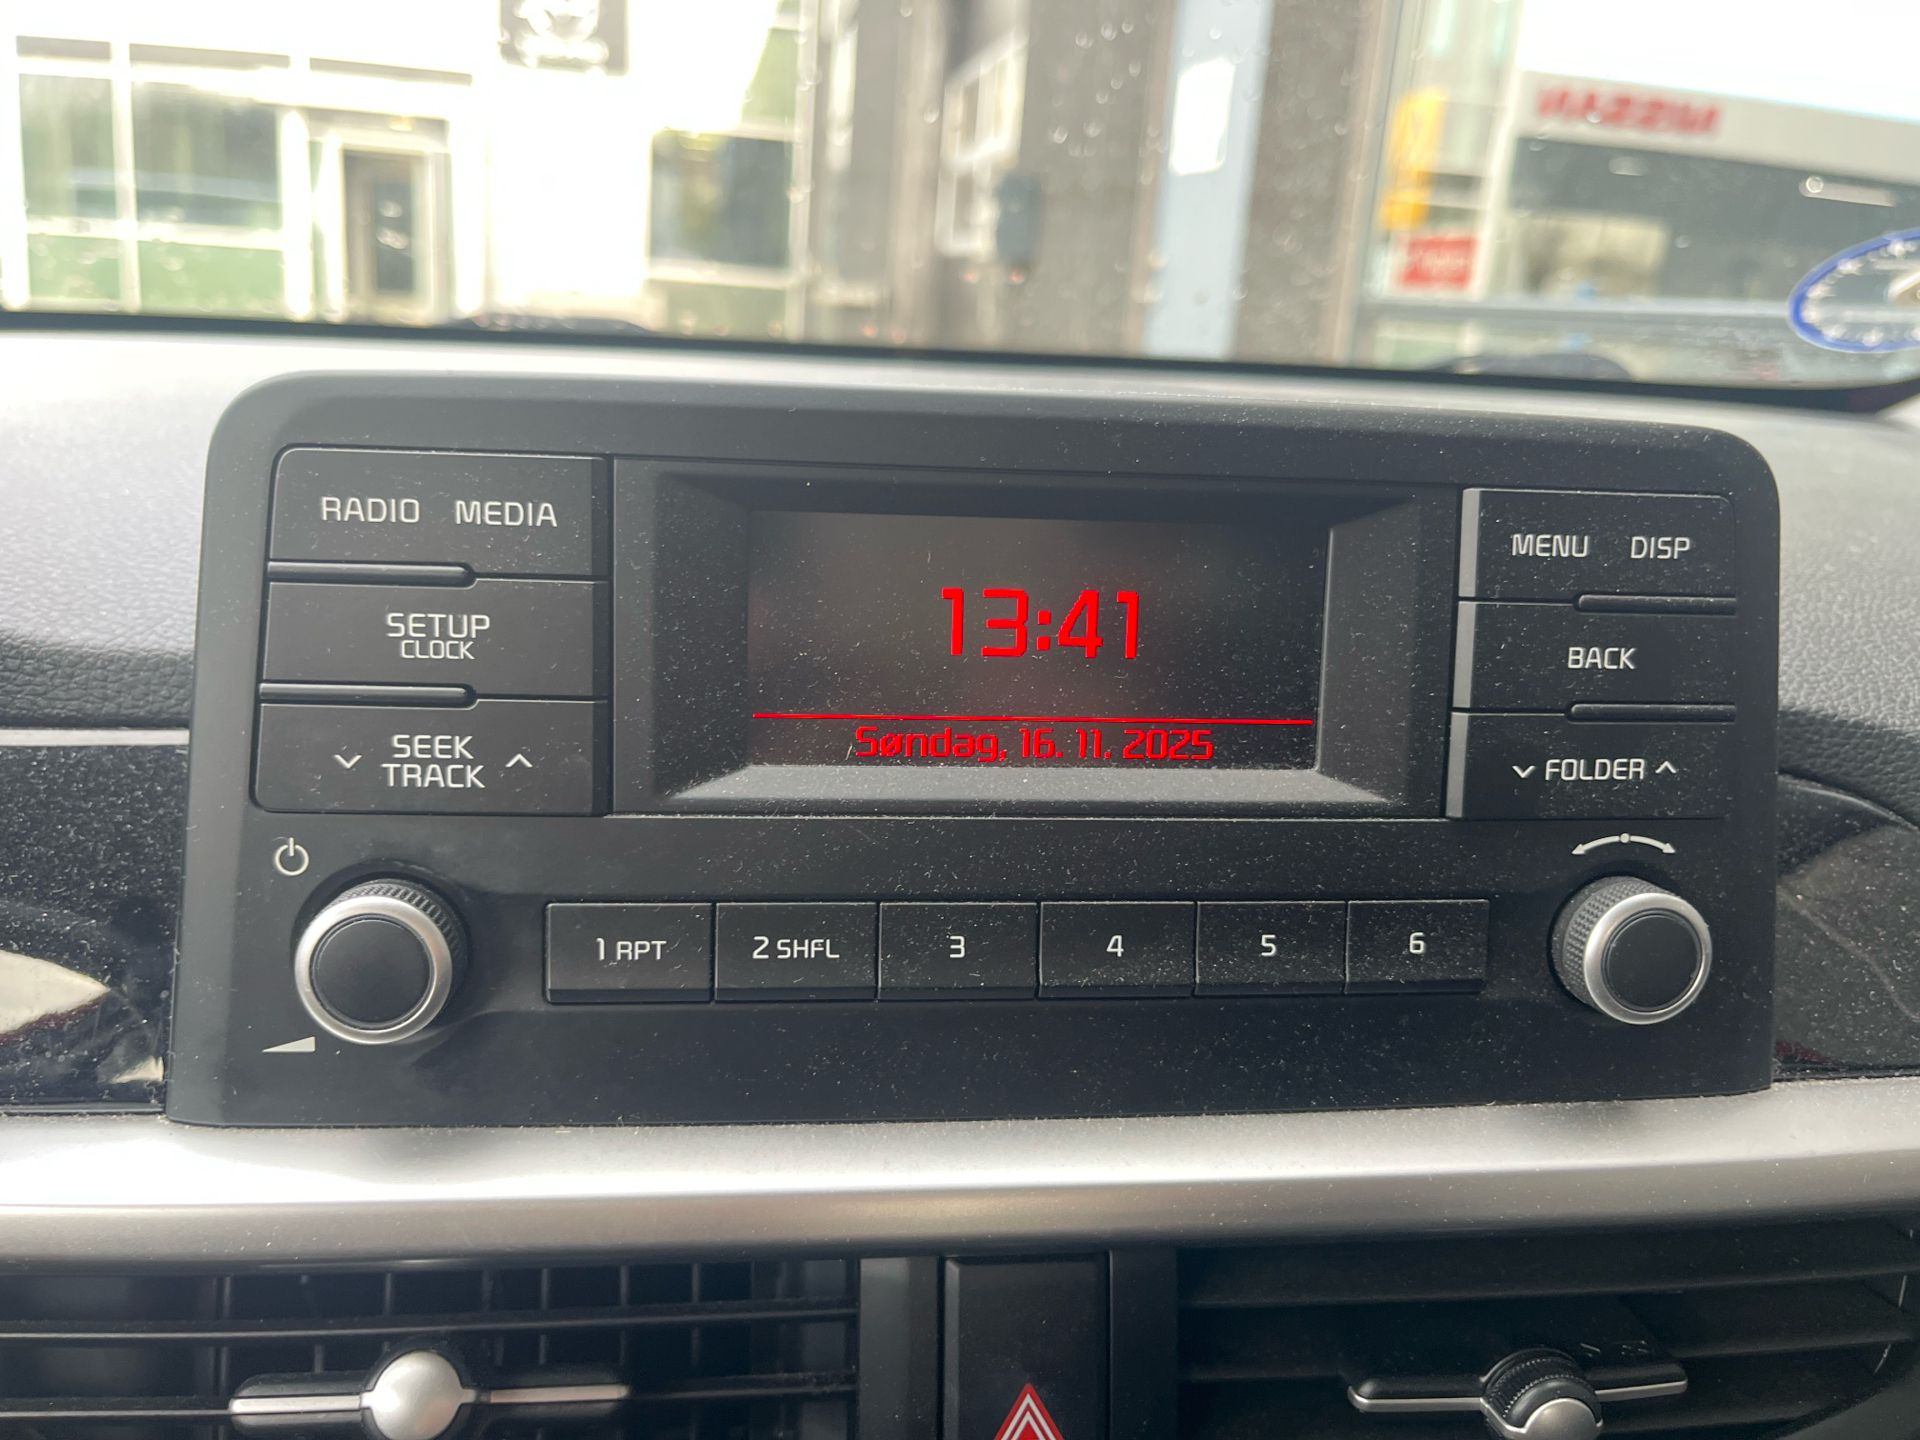 NISSAN
RADIO MEDIA
SETUP
CLOCK
SEEK
TRACK
13:41
Søndag, 16. 11. 2025
MENU DISP
BACK
FOLDER
1 RPT
2 SHFL
3
4
5
6